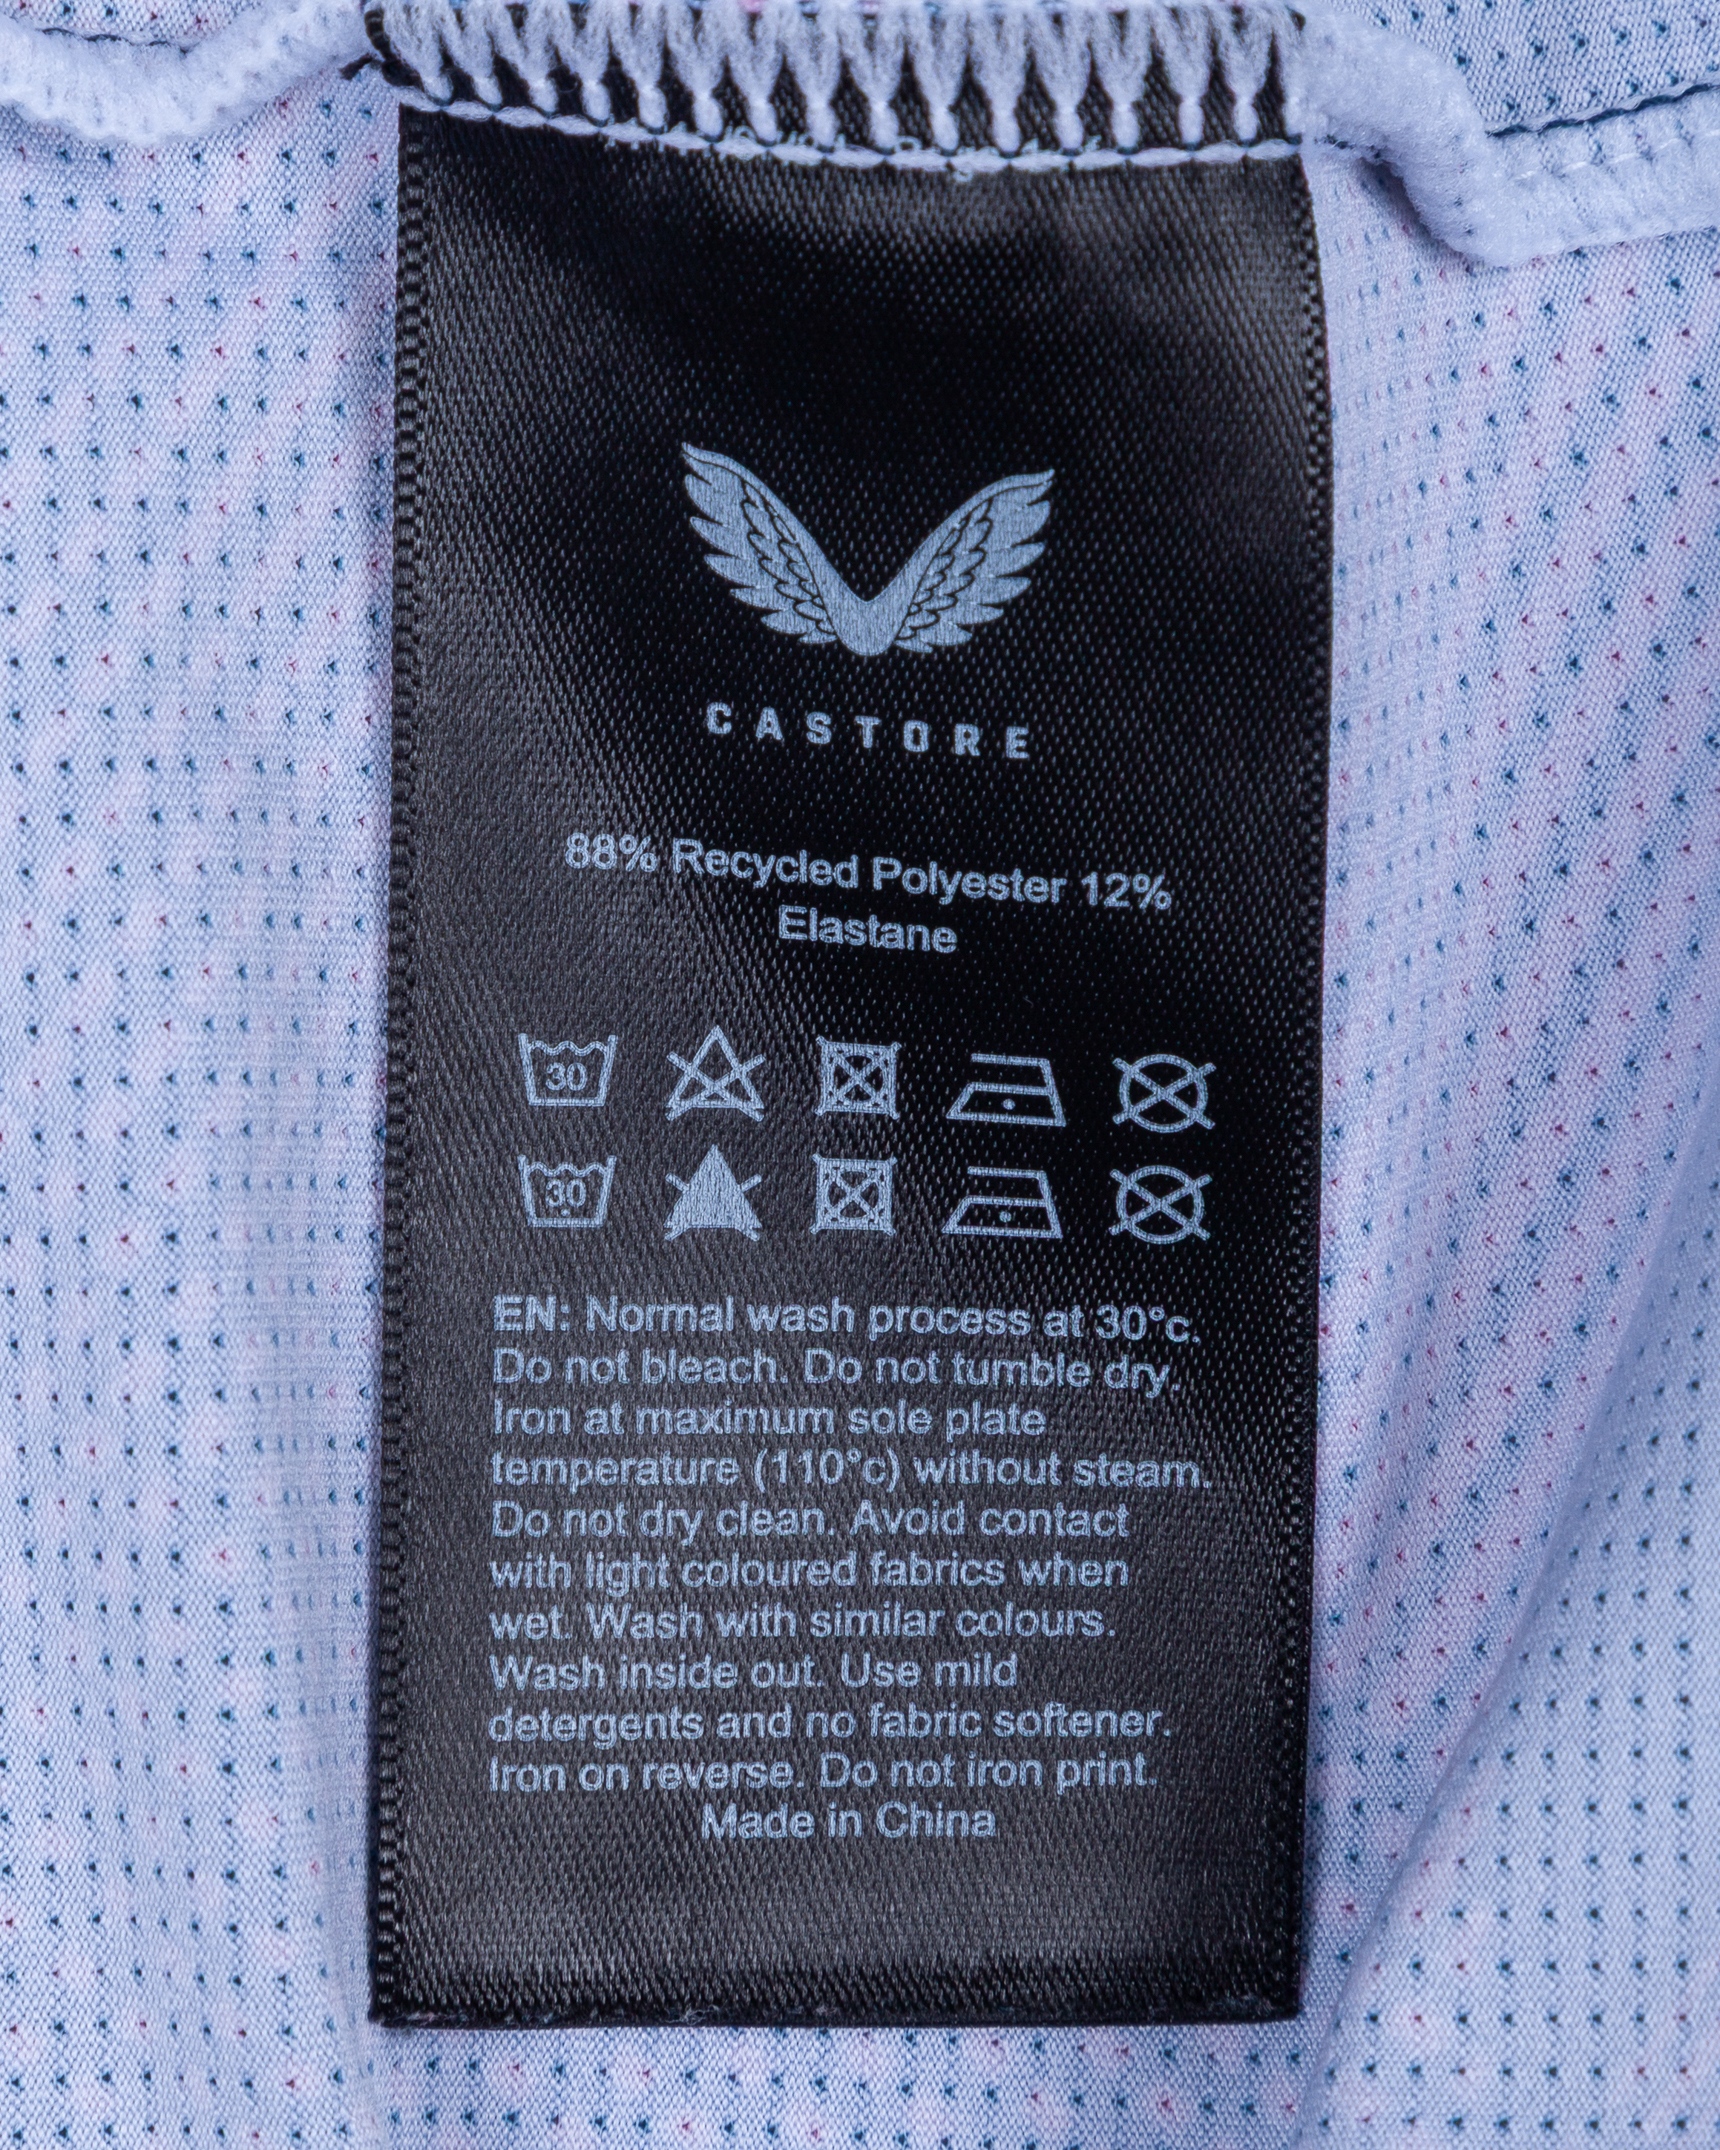 CASTORE
88% Recycled Polyester 12%
Elastane
30
30
EN: Normal wash process at 30°c.
Do not bleach. Do not tumble dry.
Iron at maximum sole plate
temperature (110°c) without steam.
Do not dry clean. Avoid contact
with light coloured fabrics when
wet. Wash with similar colours.
Wash inside out. Use mild
detergents and no fabric softener.
Iron on reverse. Do not iron print.
Made in China